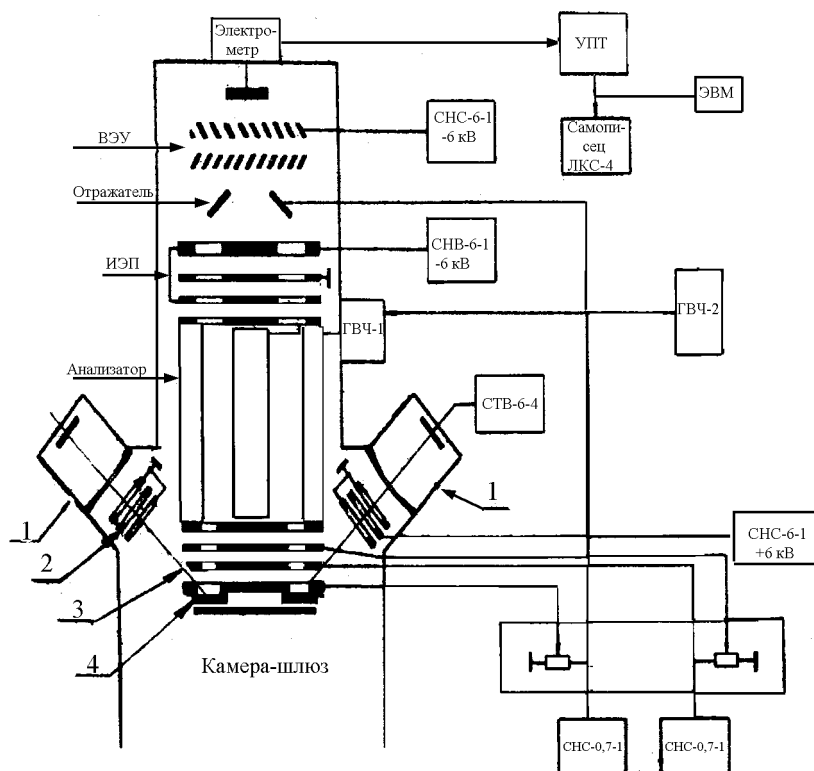 Электро-
метр
УПТ
ЭВМ
Самопи-
сец
ЛКС-4
ВЭУ
СНС-6-1
-6 кВ
Отражатель
СНВ-6-1
-6 кВ
ИЭП
ГВЧ-1
ГВЧ-2
Анализатор
СТВ-6-4
1
1
2
СНС-6-1
+6 кВ
3
4
Камера-шлюз
СНС-0,7-1
СНС-0,7-1